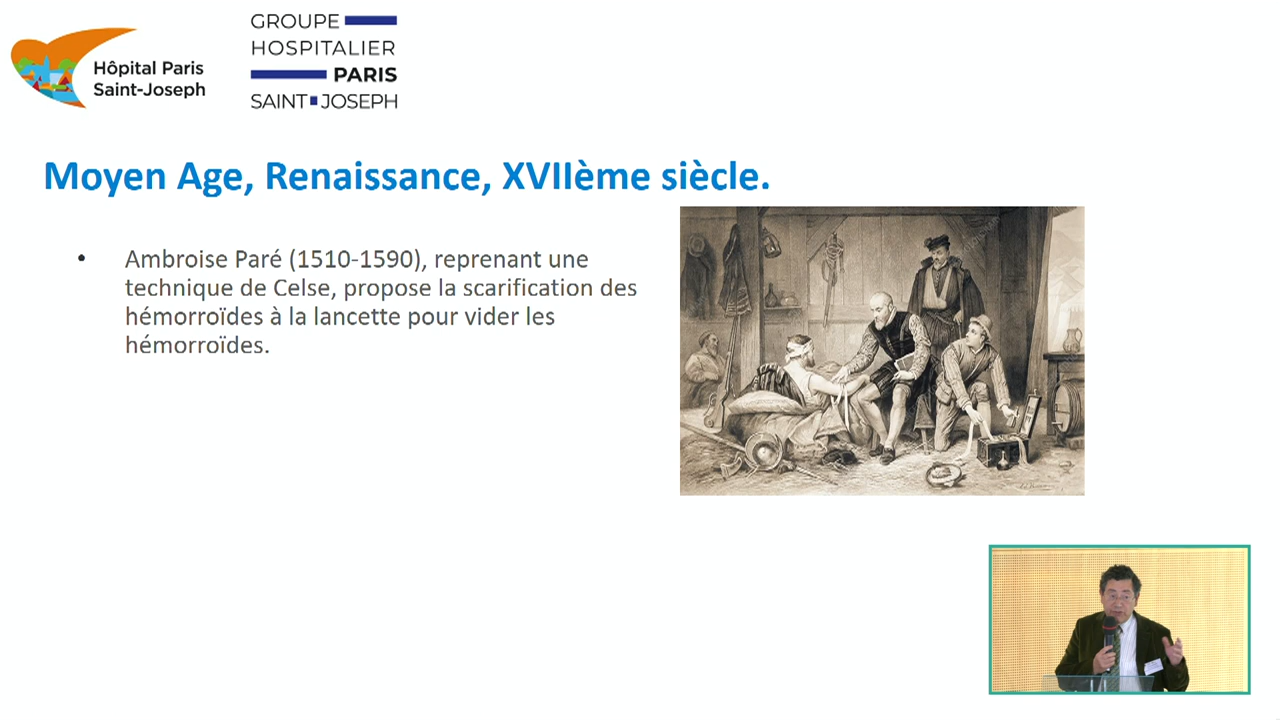 Hôpital Paris
Saint-Joseph
GROUPE
HOSPITALIER
PARIS
SAINT JOSEPH
Moyen Age, Renaissance, XVIIème siècle.
• Ambroise Paré (1510-1590), reprenant une
technique de Celse, propose la scarification des
hémorroïdes à la lancette pour vider les
hémorroïdes.